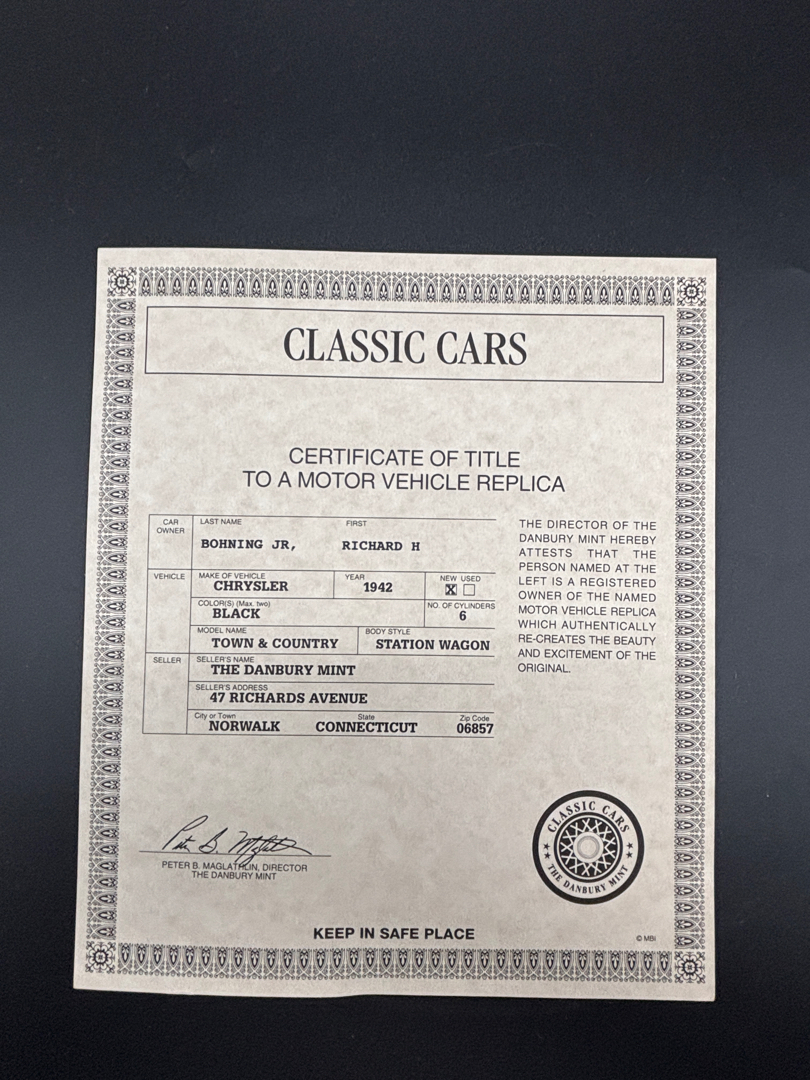 CLASSIC CARS
CERTIFICATE OF TITLE
TO A MOTOR VEHICLE REPLICA
CAR OWNER
LAST NAME FIRST
BOHNING JR, RICHARD H
VEHICLE
MAKE OF VEHICLE YEAR NEW USED
CHRYSLER 1942 X
COLOR(S) (Max. two) NO. OF CYLINDERS
BLACK 6
MODEL NAME BODY STYLE
TOWN & COUNTRY STATION WAGON
SELLER
SELLER'S NAME
THE DANBURY MINT
SELLER'S ADDRESS
47 RICHARDS AVENUE
City or Town State Zip Code
NORWALK CONNECTICUT 06857
THE DIRECTOR OF THE
DANBURY MINT HEREBY
ATTESTS THAT THE
PERSON NAMED AT THE
LEFT IS A REGISTERED
OWNER OF THE NAMED
MOTOR VEHICLE REPLICA
WHICH AUTHENTICALLY
RE-CREATES THE BEAUTY
AND EXCITEMENT OF THE
ORIGINAL.
Peter B. Maglathlin
PETER B. MAGLATHLIN, DIRECTOR
THE DANBURY MINT
CLASSIC CARS
THE DANBURY MINT
KEEP IN SAFE PLACE
© MBI